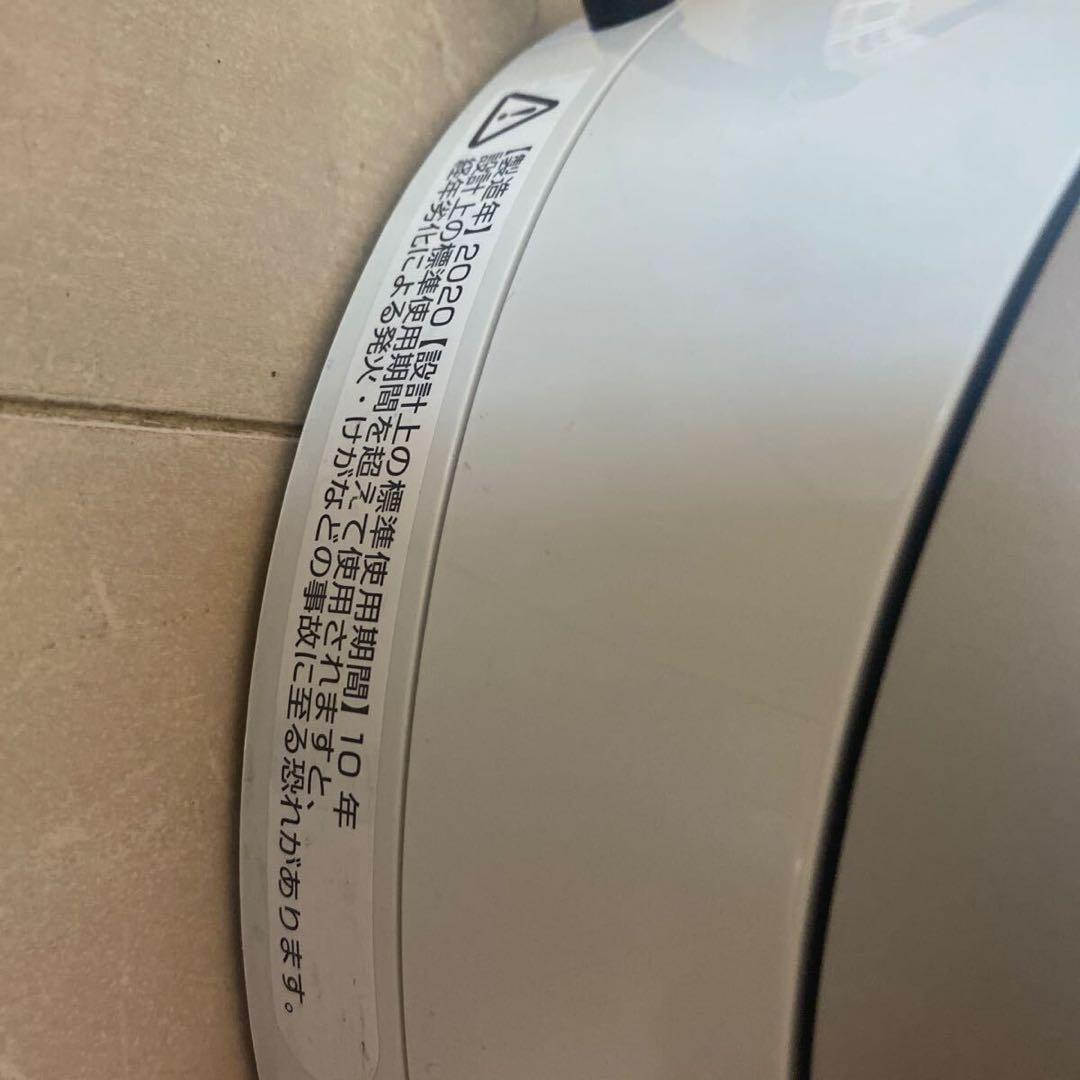 【製造年】2020【設計上の標準使用期間】10 年
設計上の標準使用期間を超えて使用されますと、
経年劣化による発火・けがなどの事故に至る恐れがあります。